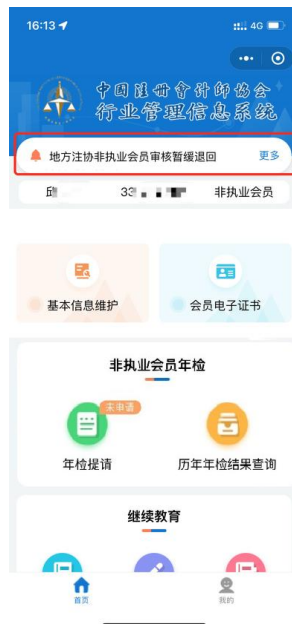 16:13
4G
中国注册会计师协会
行业管理信息系统
地方注协非执业会员审核暂缓退回 更多
邱 33 非执业会员
基本信息维护 会员电子证书
非执业会员年检
未申请
年检提请 历年年检结果查询
继续教育
首页 我的